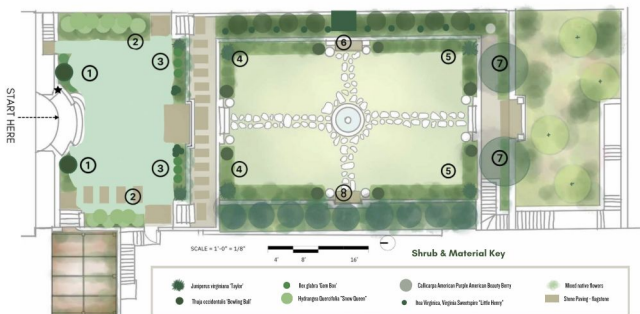 START HERE
1
2
3
4
5
6
7
1
2
3
4
5
7
8
SCALE = 1'-0" = 1/8"
4'
8'
16'
Shrub & Material Key
Juniperus virginiana 'Taylor'
Ilex glabra 'Gem Box'
Callicarpa American Purple American Beauty Berry
Mixed native flowers
Thuja occidentalis 'Bowling Ball'
Hydrangea Quercifolia "Snow Queen"
Itea Virginica, Virginia Sweetspire "Little Henry"
Stone Paving - flagstone